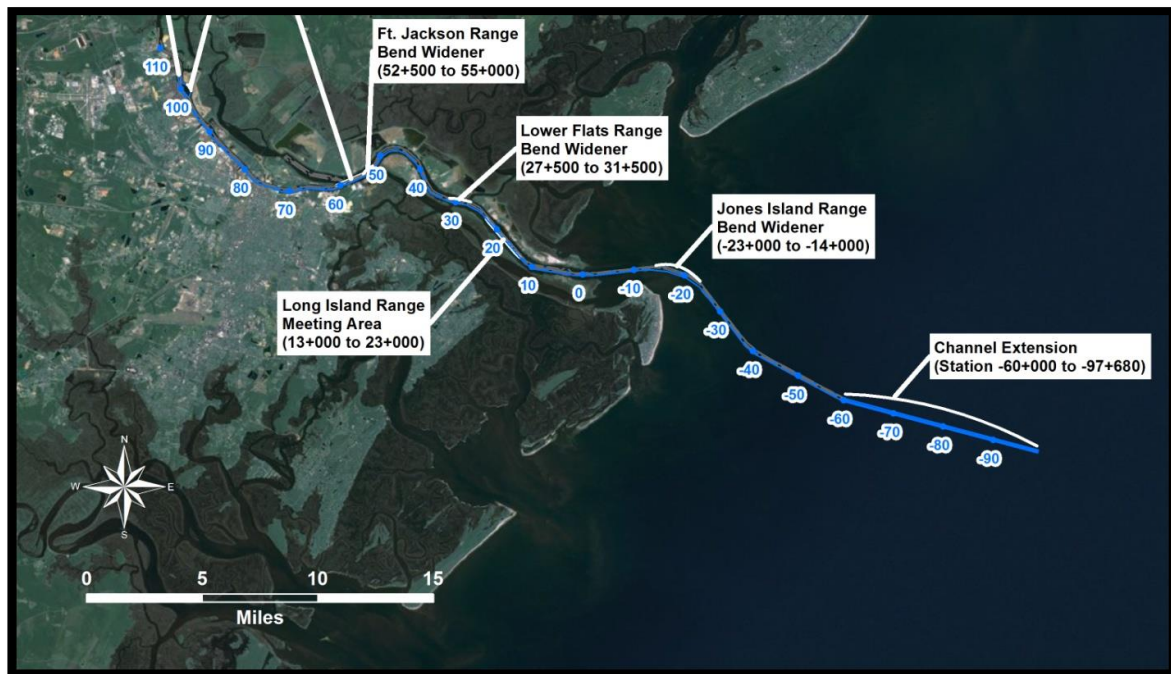 Ft. Jackson Range
Bend Widener
(52+500 to 55+000)
110
100
90
80
70
60
50
40
30
20
10
0
-10
-20
-30
-40
-50
-60
-70
-80
-90
Lower Flats Range
Bend Widener
(27+500 to 31+500)
Jones Island Range
Bend Widener
(-23+000 to -14+000)
Long Island Range
Meeting Area
(13+000 to 23+000)
Channel Extension
(Station -60+000 to -97+680)
N
W E
S
0 5 10 15
Miles